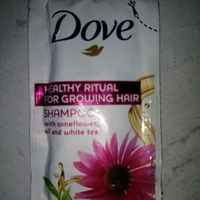 Dove
HEALTHY RITUAL
FOR GROWING HAIR
SHAMPOO
with coneflower
oil and white tea